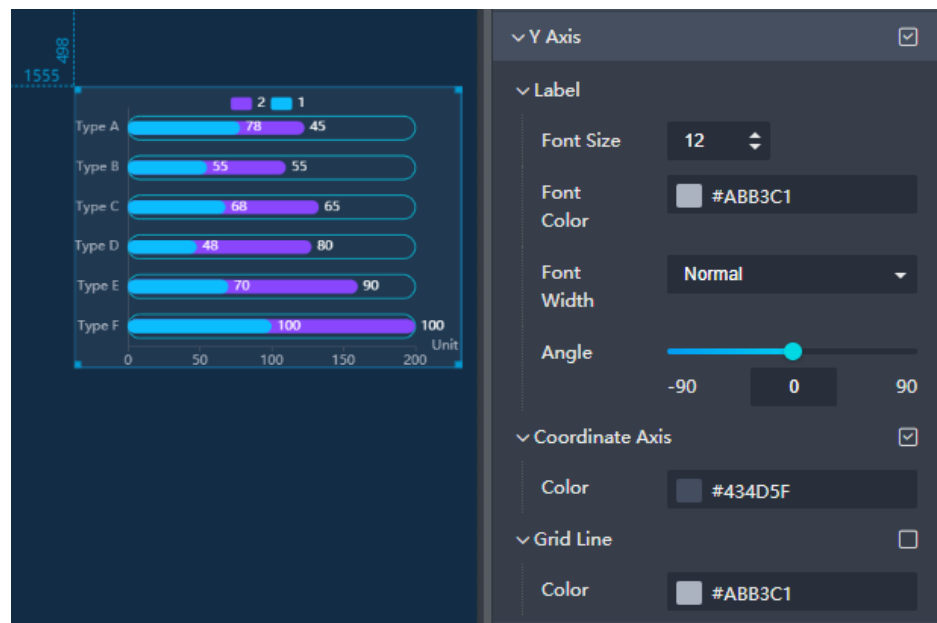 498
1555
2 1
Type A 78 45
Type B 55 55
Type C 68 65
Type D 48 80
Type E 70 90
Type F 100 100
Unit
0 50 100 150 200
Y Axis
Label
Font Size 12
Font Color #ABB3C1
Font Width Normal
Angle
-90 0 90
Coordinate Axis
Color #434D5F
Grid Line
Color #ABB3C1